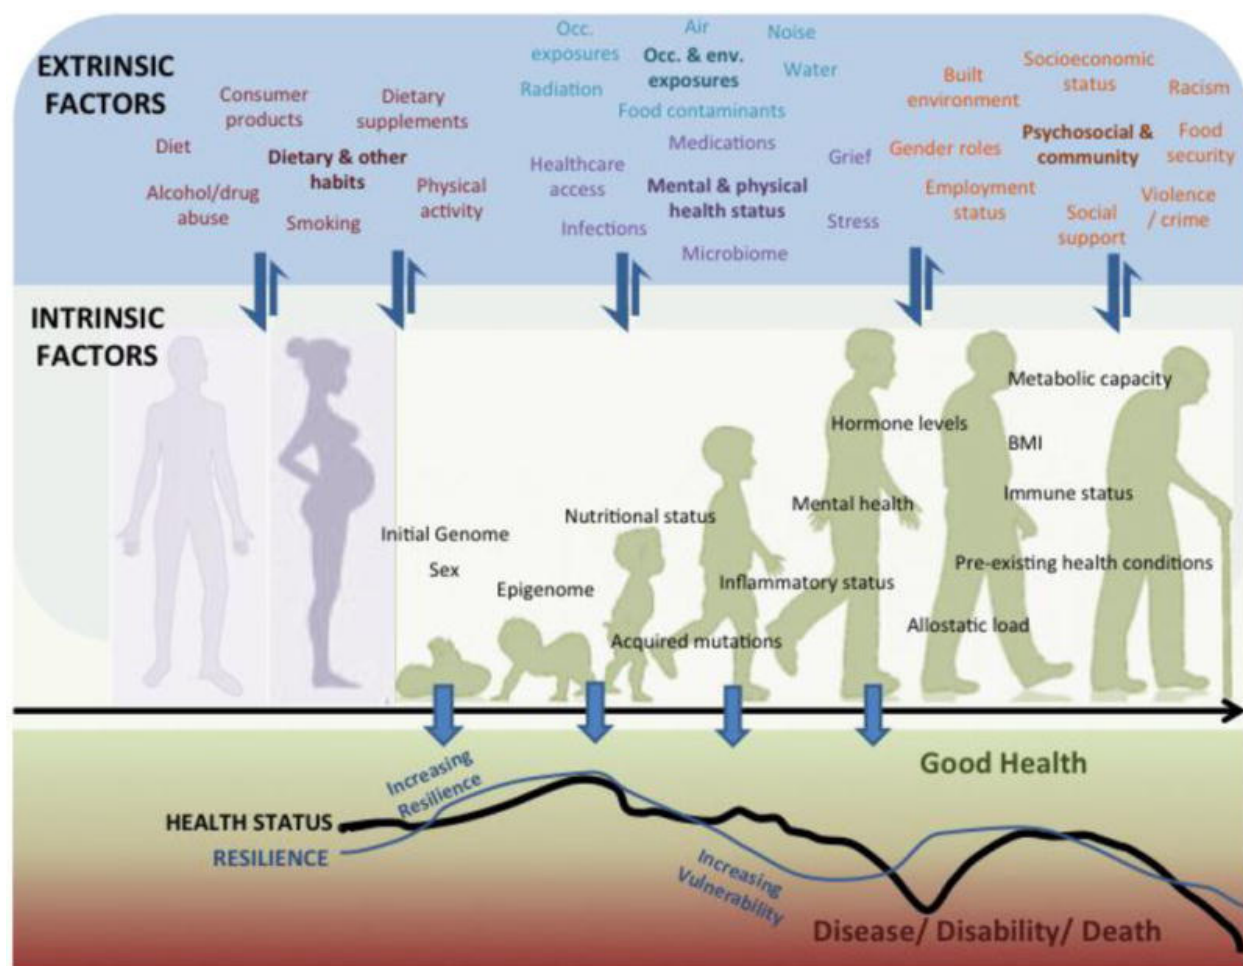 EXTRINSIC
FACTORS
Consumer
products
Dietary
supplements
Diet
Dietary & other
habits
Alcohol/drug
abuse
Smoking
Physical
activity
Occ.
exposures
Air
Noise
Occ. & env.
exposures
Radiation
Water
Food contaminants
Medications
Healthcare
access
Grief
Mental & physical
health status
Infections
Stress
Microbiome
Built
environment
Socioeconomic
status
Racism
Gender roles
Psychosocial &
community
Food
security
Employment
status
Social
support
Violence
/ crime
INTRINSIC
FACTORS
Metabolic capacity
Hormone levels
BMI
Immune status
Mental health
Nutritional status
Initial Genome
Sex
Epigenome
Inflammatory status
Pre-existing health conditions
Acquired mutations
Allostatic load
Good Health
Increasing
Resilience
HEALTH STATUS
RESILIENCE
Increasing
Vulnerability
Disease/ Disability/ Death